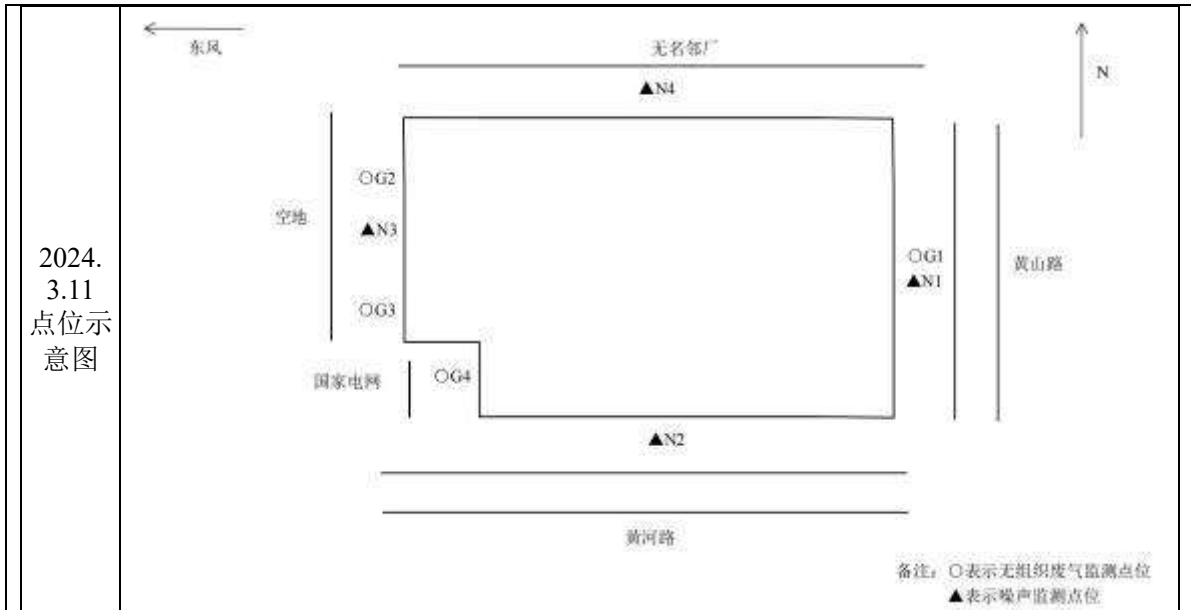 2024.
3.11
点位示
意图
东风
无名邻厂
N
▲N4
○G2
空地
▲N3
○G1
黄山路
▲N1
○G3
国家电网
○G4
▲N2
黄河路
备注：○表示无组织废气监测点位
▲表示噪声监测点位